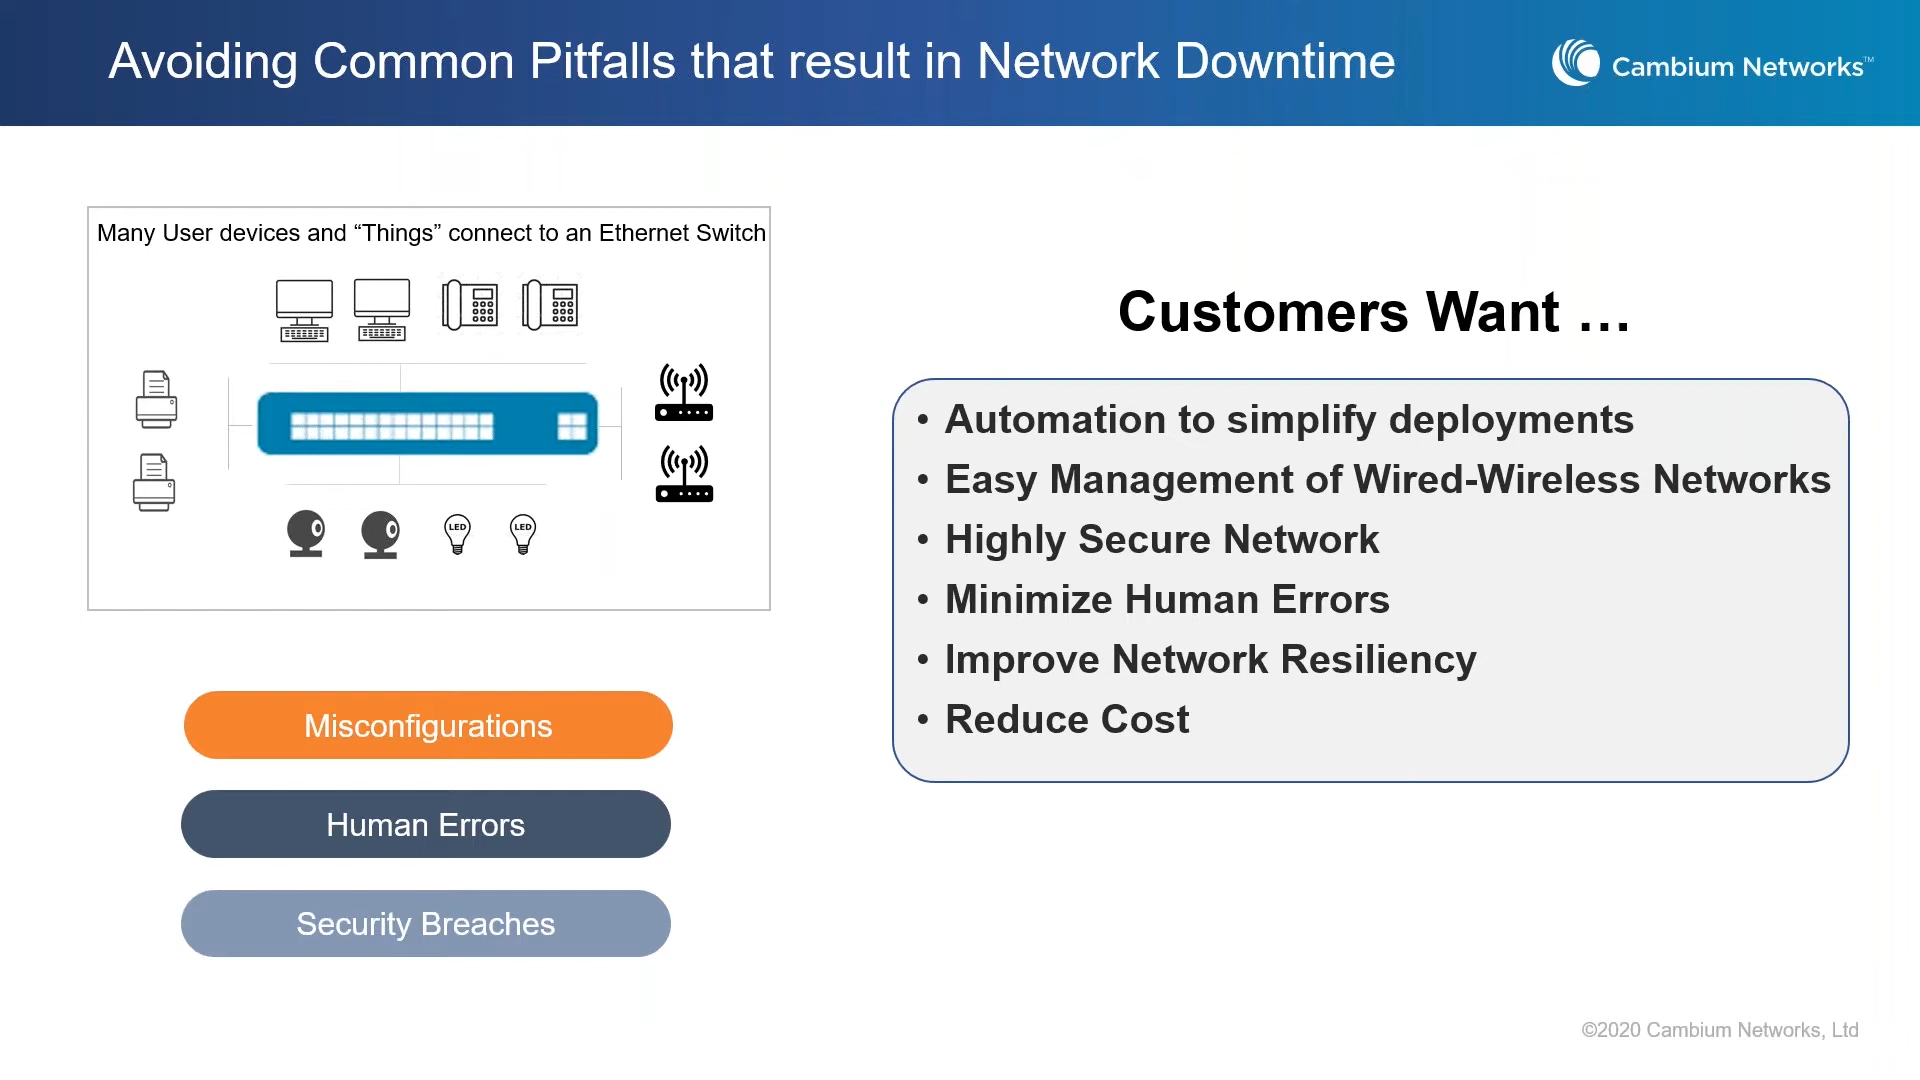 Avoiding Common Pitfalls that result in Network Downtime
Cambium Networks™
Many User devices and “Things” connect to an Ethernet Switch
LED
LED
Misconfigurations
Human Errors
Security Breaches
Customers Want …
• Automation to simplify deployments
• Easy Management of Wired-Wireless Networks
• Highly Secure Network
• Minimize Human Errors
• Improve Network Resiliency
• Reduce Cost
©2020 Cambium Networks, Ltd